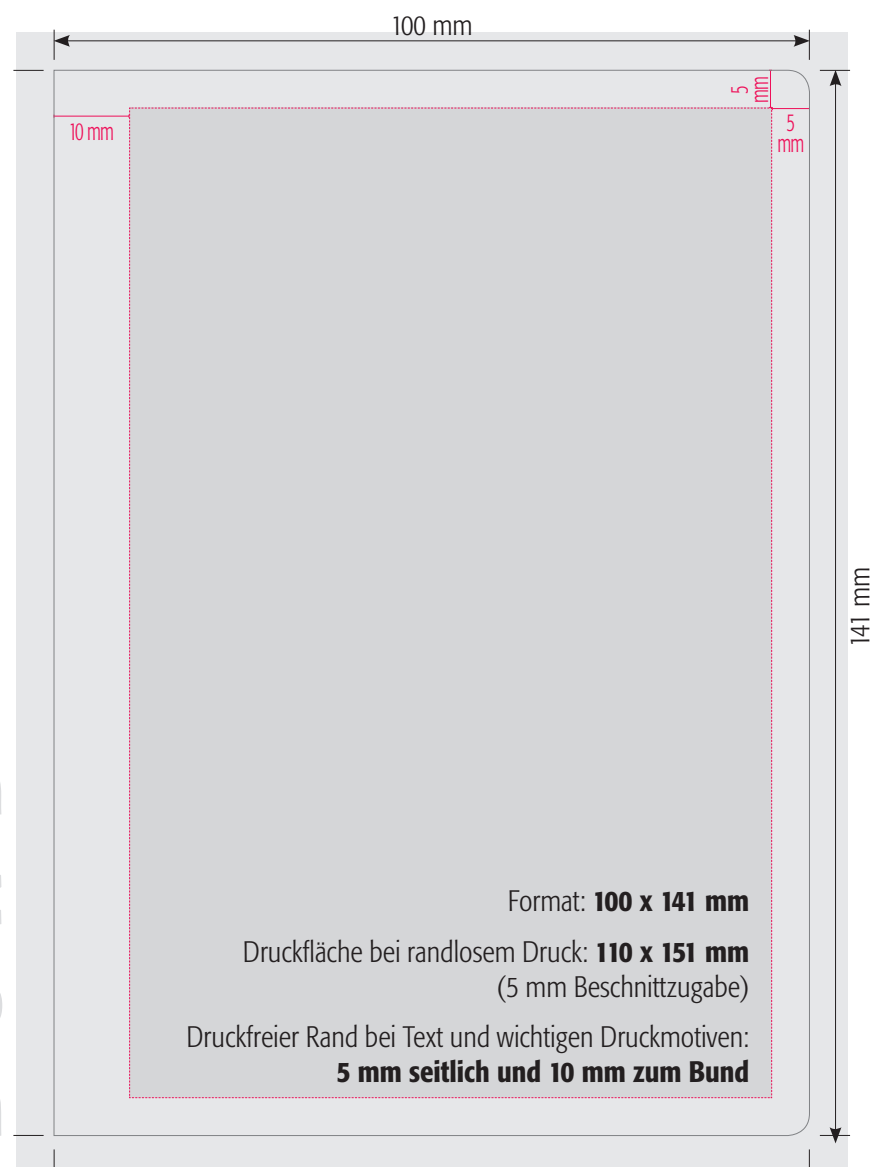 100 mm
5
mm
10 mm
5
mm
141 mm
Format: 100 x 141 mm
Druckfläche bei randlosem Druck: 110 x 151 mm
(5 mm Beschnittzugabe)
Druckfreier Rand bei Text und wichtigen Druckmotiven:
5 mm seitlich und 10 mm zum Bund